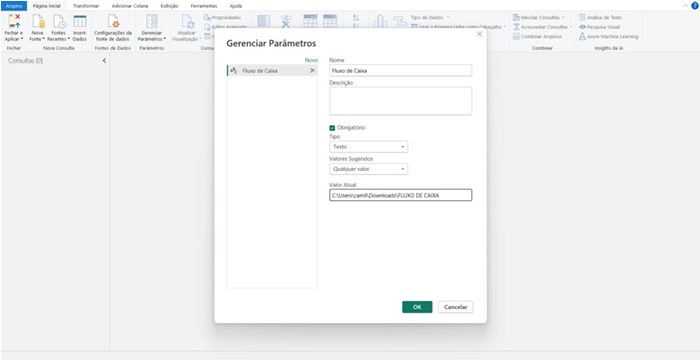 Arquivo Página Inicial Transformar Adicionar Coluna Exibição Ferramentas Ajuda
Fechar e Aplicar
Nova Fonte
Fontes Recentes
Inserir Dados
Configurações da fonte de dados
Gerenciar Parâmetros
Atualizar Visualização
Propriedades
Editor Avançado
Tipo de Dados:
Mesclar Consultas
Acrescentar Consultas
Combinar Arquivos
Análise de Texto
Pesquisa Visual
Azure Machine Learning
Fechar
Nova Consulta
Fontes de Dados
Parâmetros
Combinar
Insights da IA
Consultas [0]
Gerenciar Parâmetros
Novo
Fluxo de Caixa
Nome
Fluxo de Caixa
Descrição
Obrigatório
Tipo
Texto
Valores Sugeridos
Qualquer valor
Valor Atual
C:\Users\camil\Downloads\FLUXO DE CAIXA
OK
Cancelar